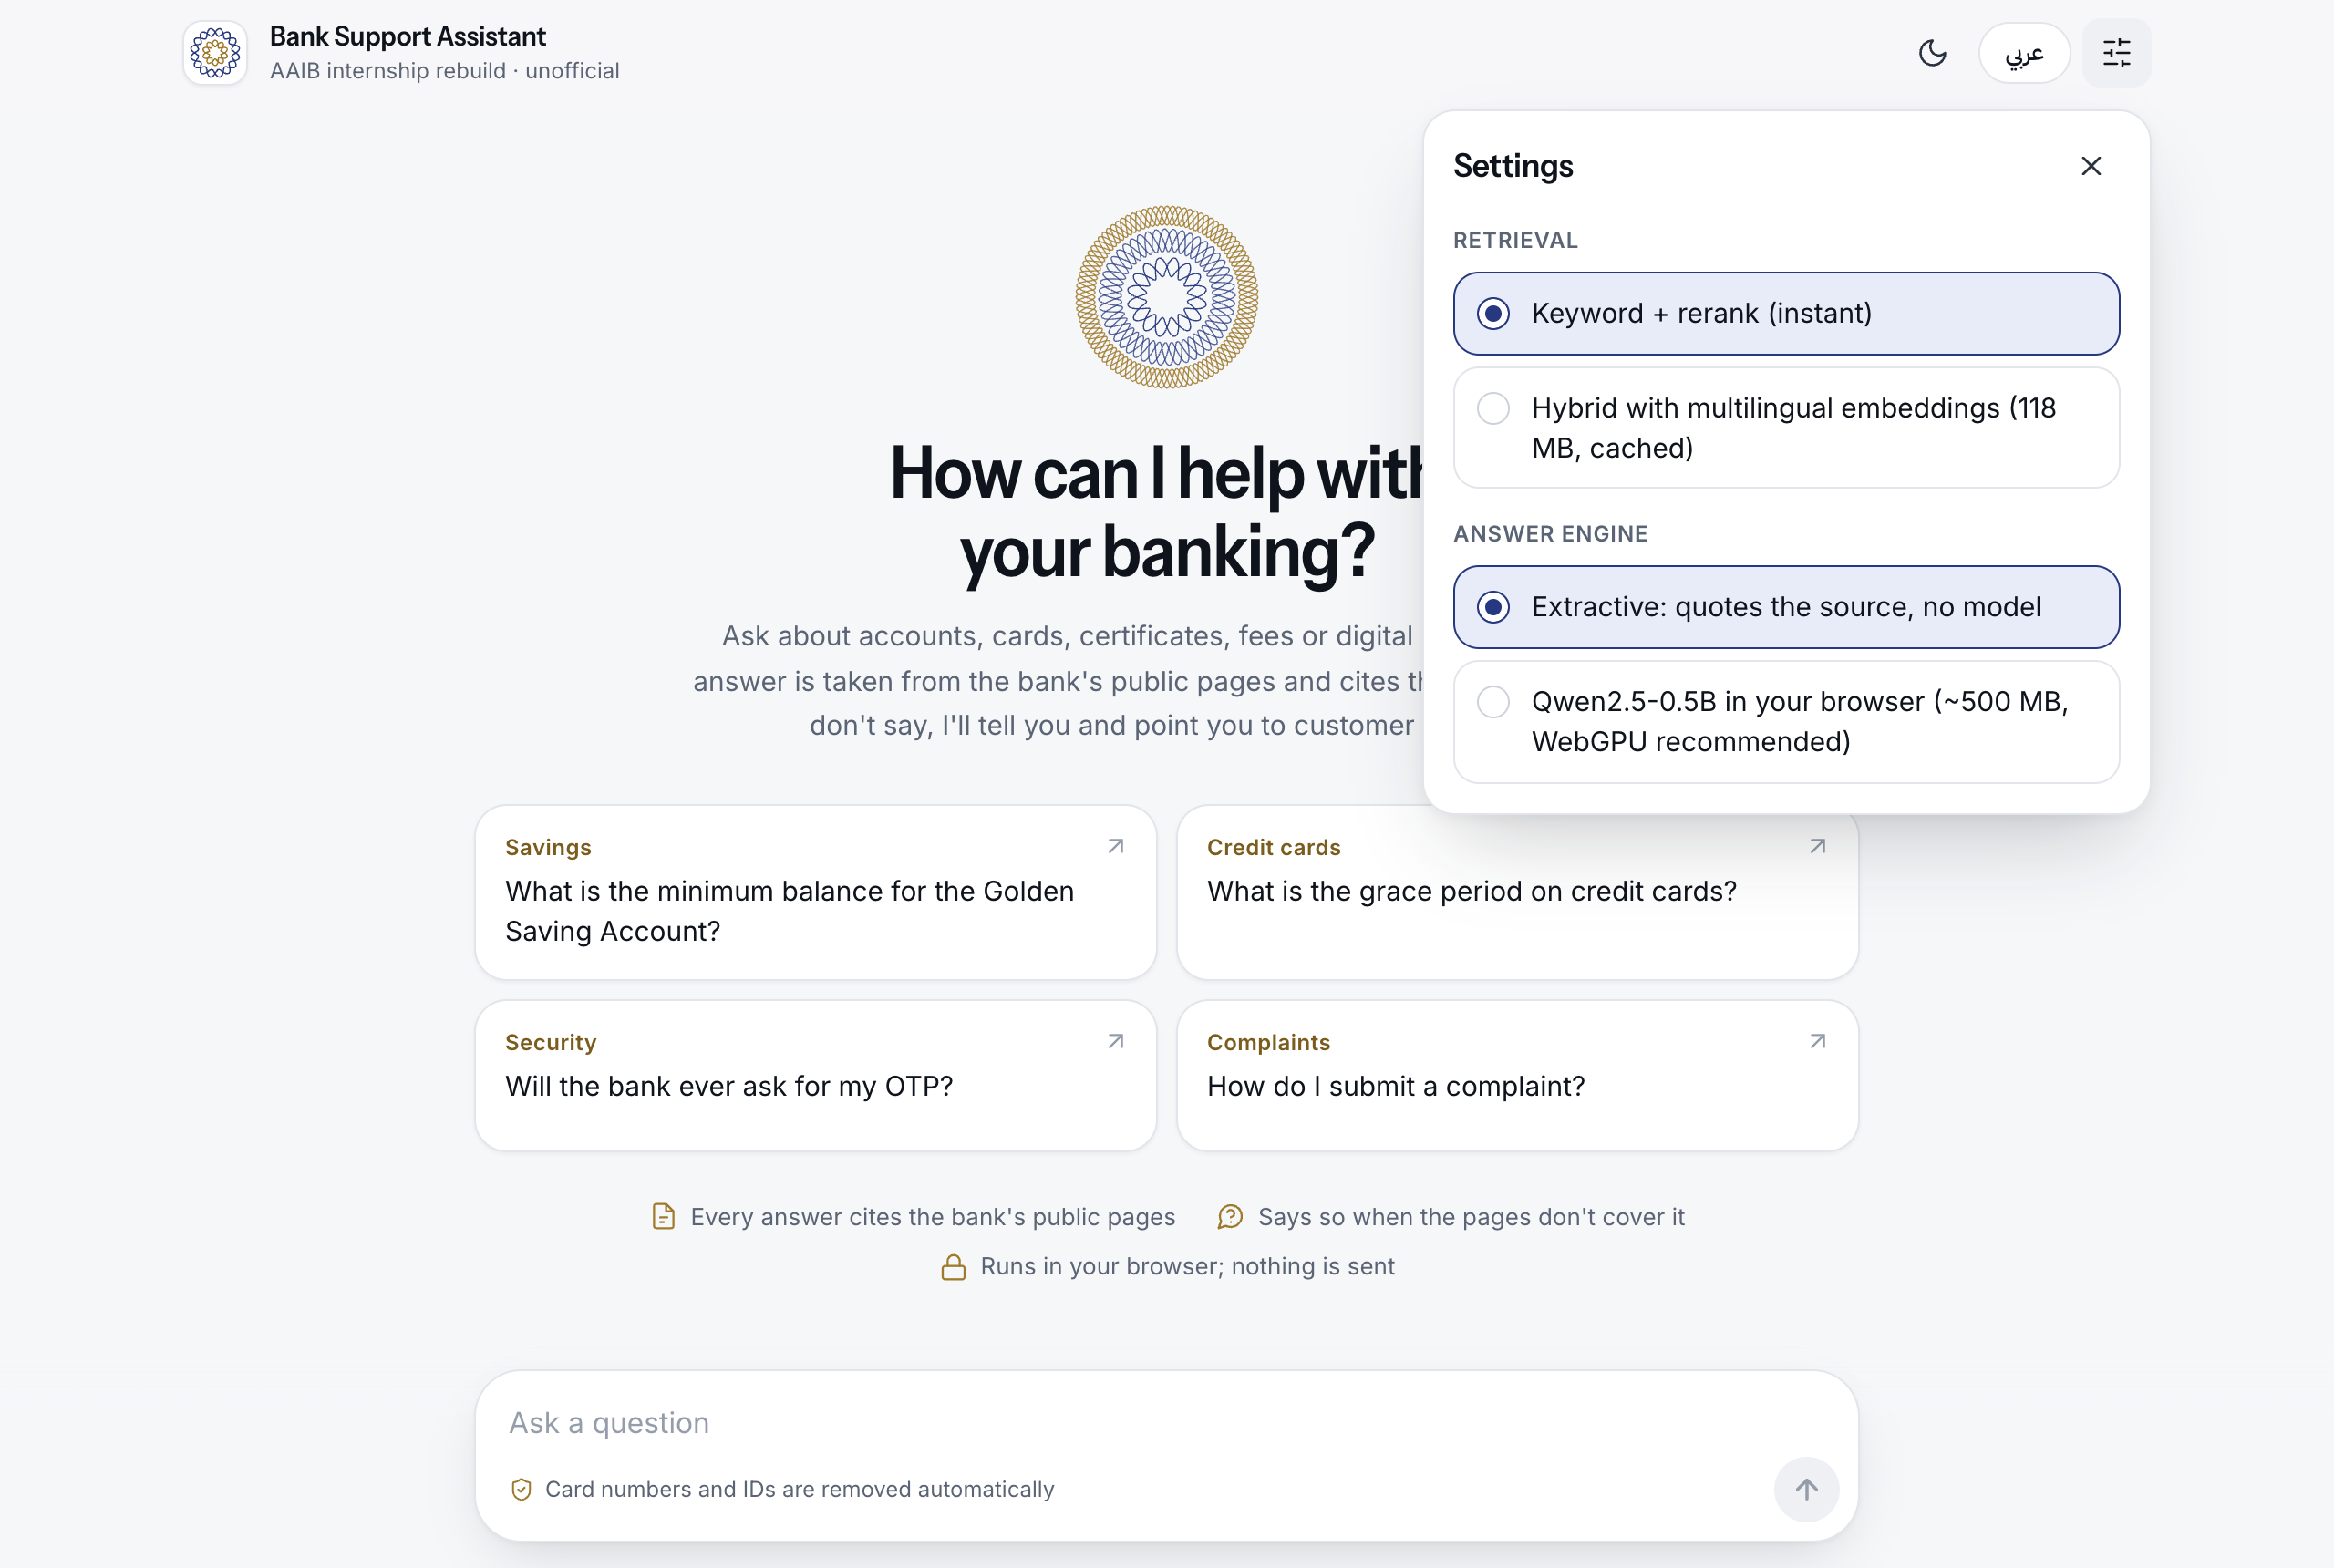 Bank Support Assistant
AAIB internship rebuild · unofficial
عربي
Settings
RETRIEVAL
Keyword + rerank (instant)
Hybrid with multilingual embeddings (118
MB, cached)
ANSWER ENGINE
Extractive: quotes the source, no model
Qwen2.5-0.5B in your browser (~500 MB,
WebGPU recommended)
How can I help with
your banking?
Ask about accounts, cards, certificates, fees or digital
answer is taken from the bank's public pages and cites
don't say, I'll tell you and point you to customer
Savings
What is the minimum balance for the Golden
Saving Account?
Credit cards
What is the grace period on credit cards?
Security
Will the bank ever ask for my OTP?
Complaints
How do I submit a complaint?
Every answer cites the bank's public pages
Says so when the pages don't cover it
Runs in your browser; nothing is sent
Ask a question
Card numbers and IDs are removed automatically